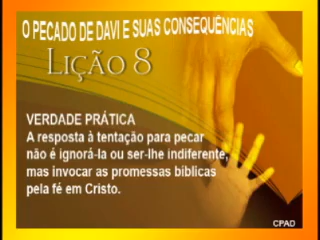 O PECADO DE DAVI E SUAS CONSEQUÊNCIAS
LIÇÃO 8
VERDADE PRÁTICA
A resposta à tentação para pecar
não é ignorá-la ou ser-lhe indiferente,
mas invocar as promessas bíblicas
pela fé em Cristo.
CPAD